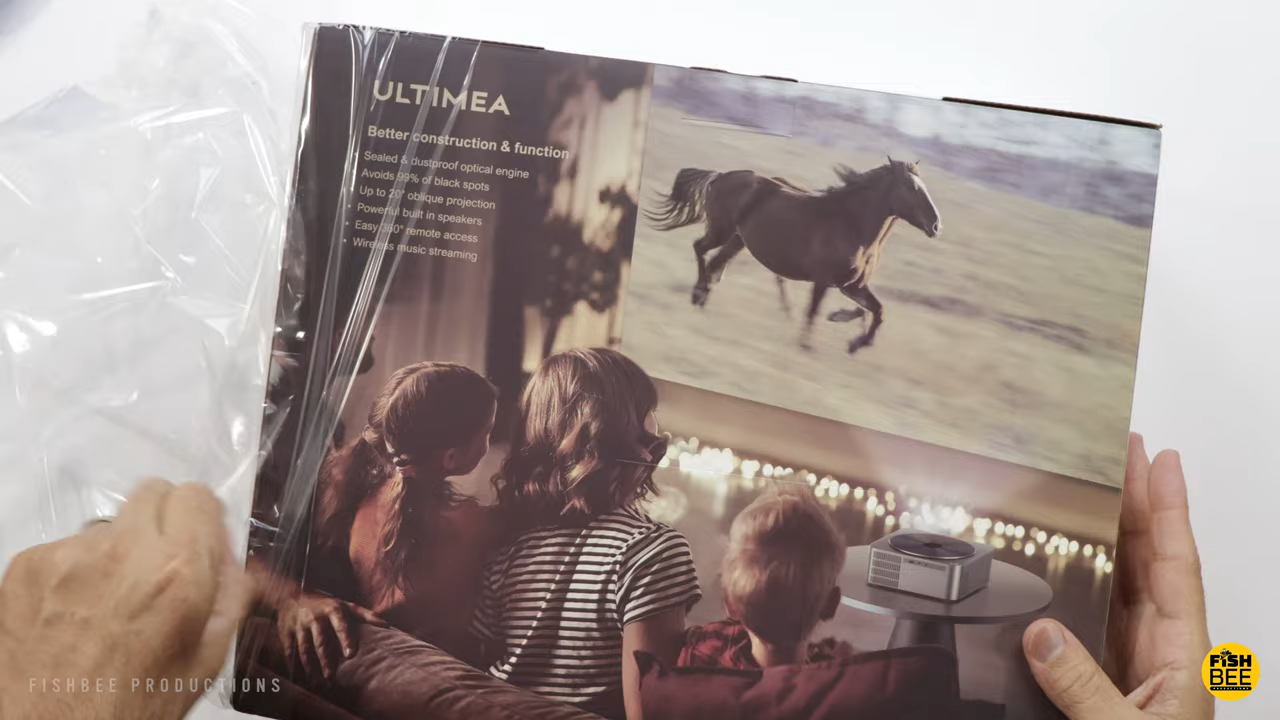 ULTIMEA
Better construction & function
Sealed & dustproof optical engine
Avoids 99% of black spots
Up to 20° oblique projection
• Powerful built in speakers
• Easy 360° remote access
• Wireless music streaming
FISHBEE PRODUCTIONS
FISH
BEE
PRODUCTIONS